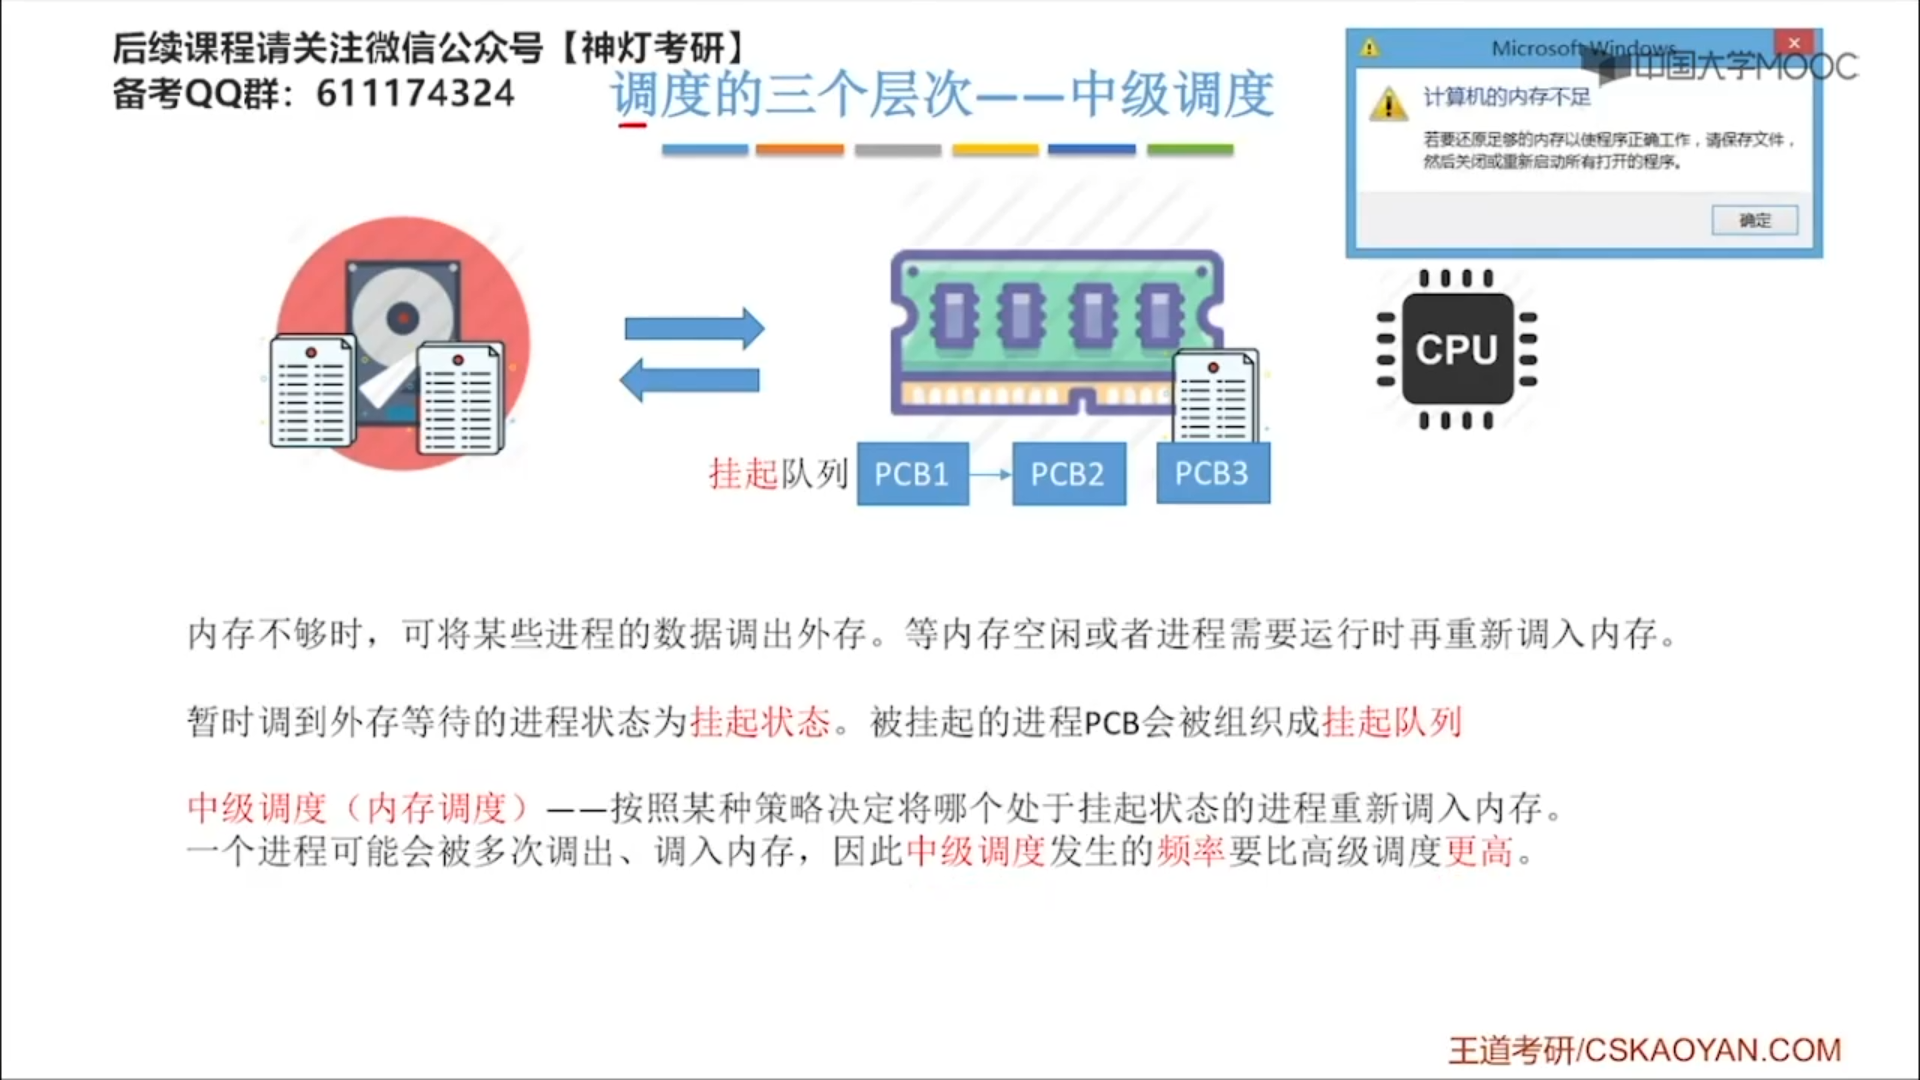 后续课程请关注微信公众号【神灯考研】
备考QQ群：611174324
调度的三个层次——中级调度
Microsoft Windows
中国大学MOOC
计算机的内存不足
若要还原足够的内存以使程序正确工作，请保存文件，
然后关闭或重新启动所有打开的程序。
确定
CPU
挂起队列
PCB1
PCB2
PCB3
内存不够时，可将某些进程的数据调出外存。等内存空闲或者进程需要运行时再重新调入内存。
暂时调到外存等待的进程状态为挂起状态。被挂起的进程PCB会被组织成挂起队列
中级调度（内存调度）——按照某种策略决定将哪个处于挂起状态的进程重新调入内存。
一个进程可能会被多次调出、调入内存，因此中级调度发生的频率要比高级调度更高。
王道考研/CSKAOYAN.COM